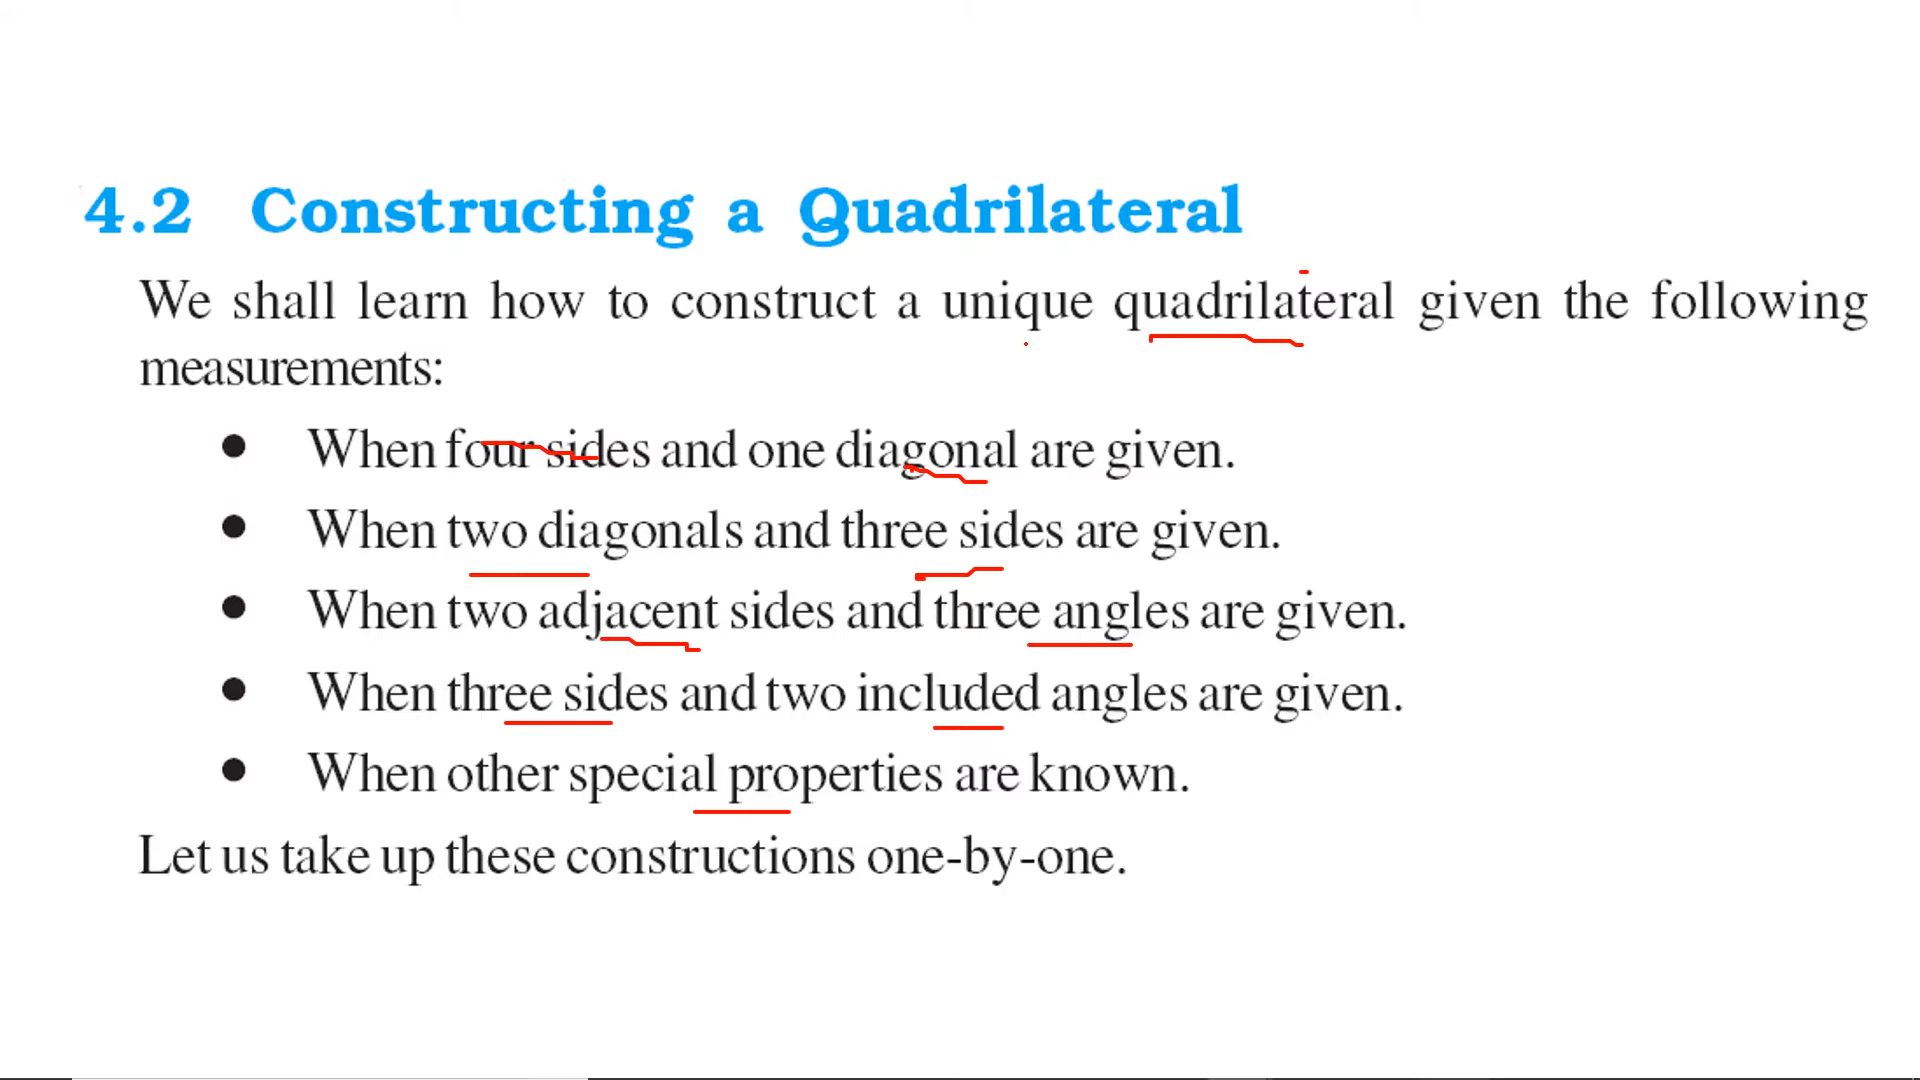 4.2 Constructing a Quadrilateral
We shall learn how to construct a unique quadrilateral given the following
measurements:
● When four sides and one diagonal are given.
● When two diagonals and three sides are given.
● When two adjacent sides and three angles are given.
● When three sides and two included angles are given.
● When other special properties are known.
Let us take up these constructions one-by-one.